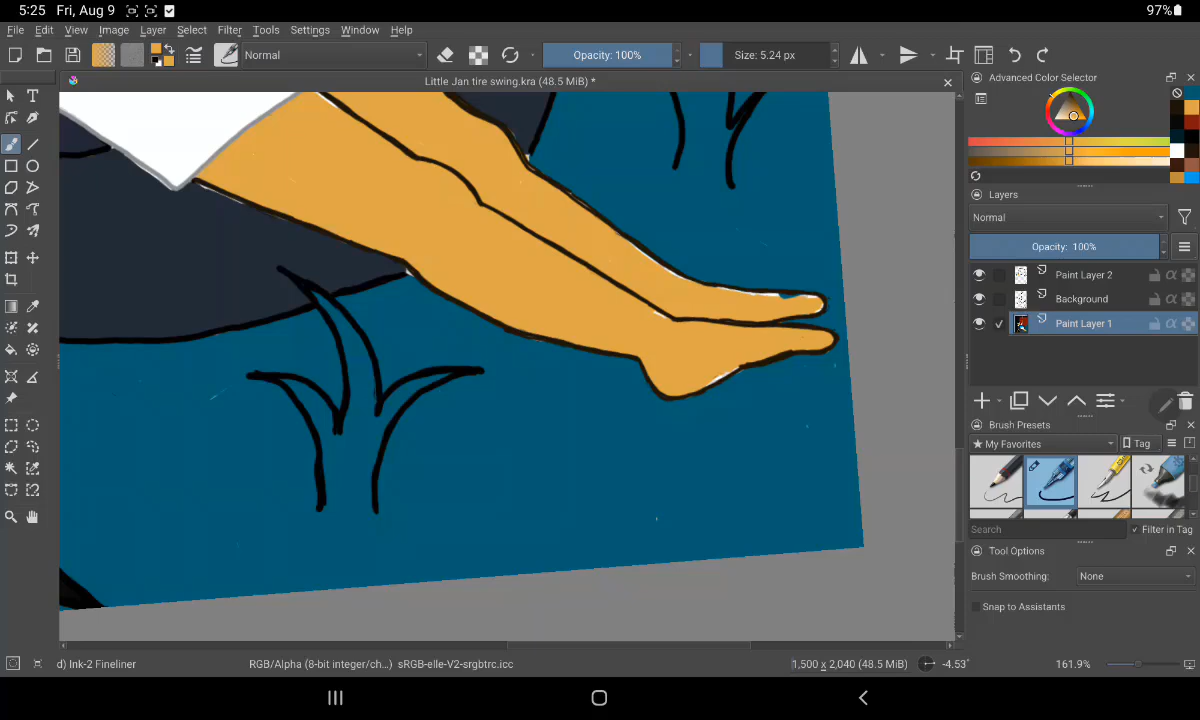 5:25 Fri, Aug 9 97%
File Edit View Image Layer Select Filter Tools Settings Window Help
Normal Opacity: 100% Size: 5.24 px
Little Jan tire swing.kra (48.5 MiB) *
Advanced Color Selector
Layers
Normal
Opacity: 100%
Paint Layer 2
Background
Paint Layer 1
Brush Presets
★ My Favorites Tag
Search Filter in Tag
Tool Options
Brush Smoothing: None
Snap to Assistants
d) Ink-2 Fineliner RGB/Alpha (8-bit integer/ch...) sRGB-elle-V2-srgbtrc.icc 1,500 x 2,040 (48.5 MiB) -4.53° 161.9%